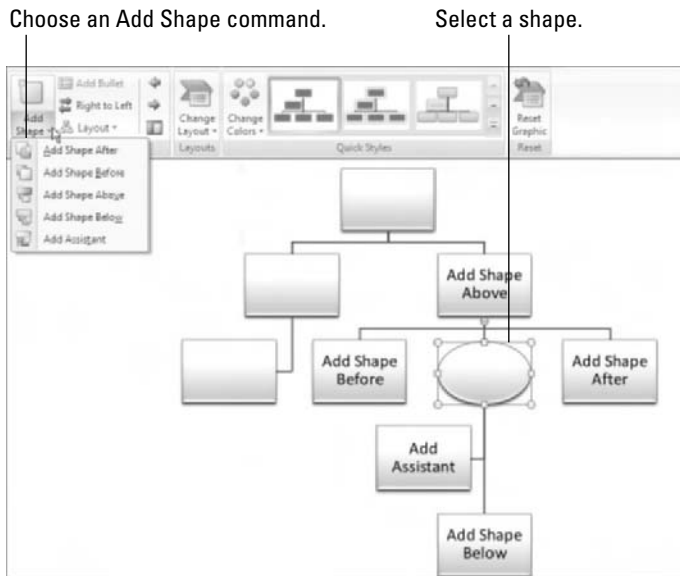 Choose an Add Shape command.
Select a shape.
Add Bullet
Right to Left
Add
Shape
Layout
Change
Layout
Change
Colors
Reset
Graphic
Layouts
Quick Styles
Reset
Add Shape After
Add Shape Before
Add Shape Above
Add Shape Below
Add Assistant
Add Shape
Above
Add Shape
Before
Add Shape
After
Add
Assistant
Add Shape
Below